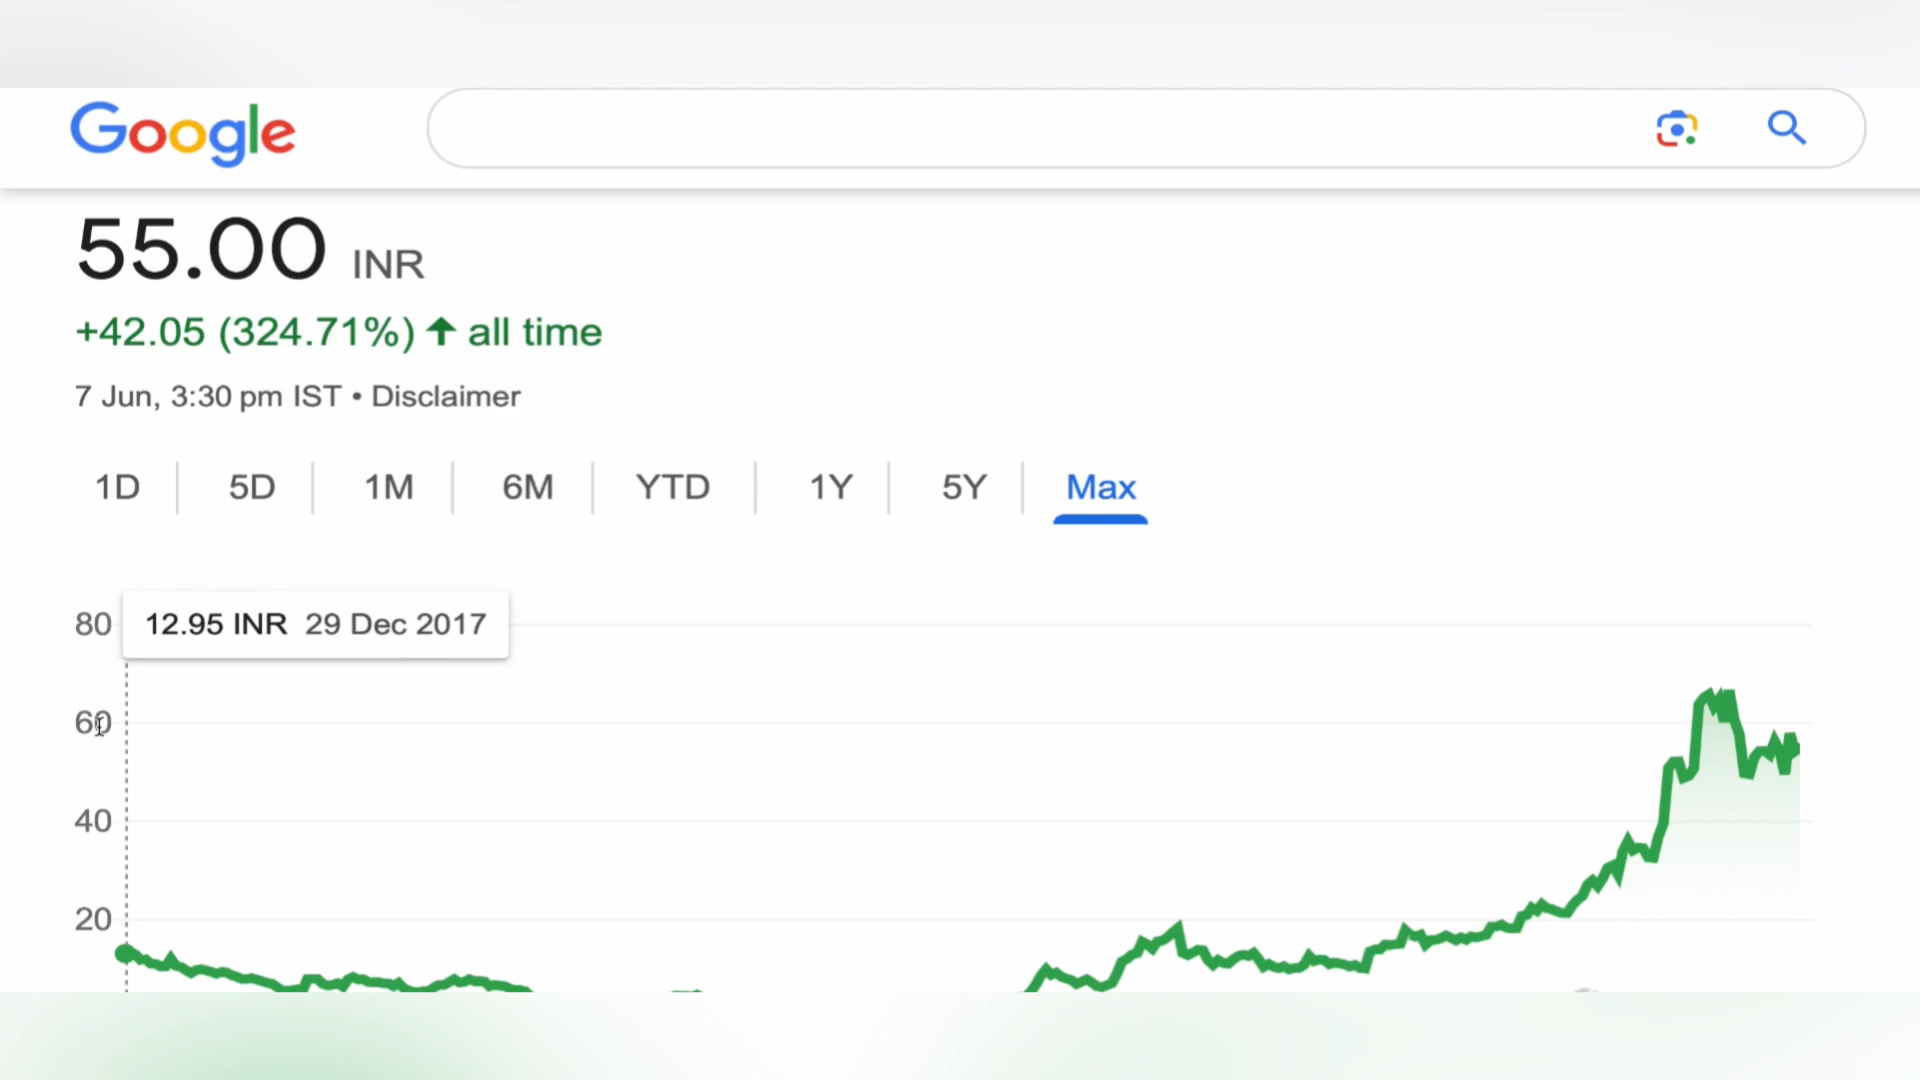 Google
55.00 INR
+42.05 (324.71%) ↑ all time
7 Jun, 3:30 pm IST • Disclaimer
1D 5D 1M 6M YTD 1Y 5Y Max
80 12.95 INR 29 Dec 2017
60
40
20